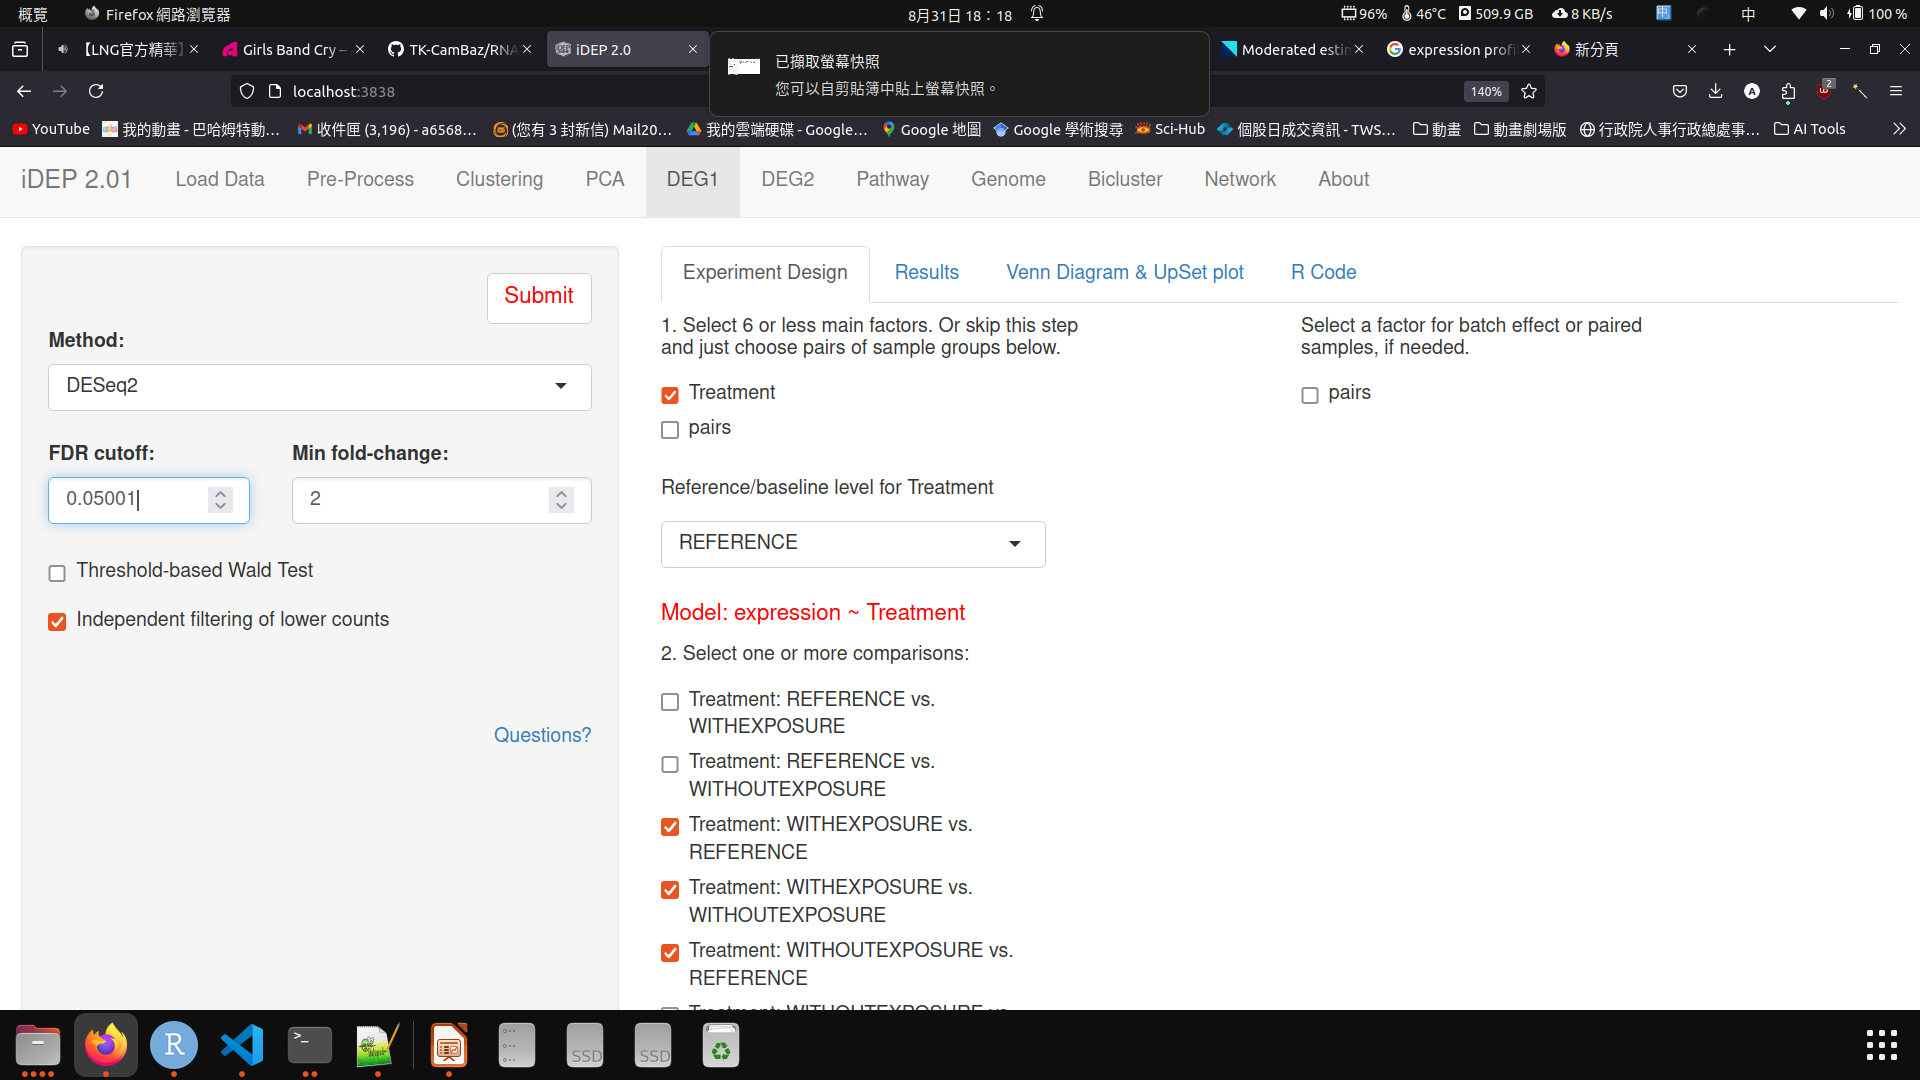 概覽
Firefox 網路瀏覽器
8月31日 18：18
96%
46°C
509.9 GB
8 KB/s
中
100 %
【LNG官方精華】
Girls Band Cry –
TK-CamBaz/RNA
iDEP 2.0
已擷取螢幕快照
您可以自剪貼簿中貼上螢幕快照。
Moderated estim
expression profi
新分頁
localhost:3838
140%
2
YouTube
我的動畫 - 巴哈姆特動…
收件匣 (3,196) - a6568…
(您有 3 封新信) Mail20…
我的雲端硬碟 - Google…
Google 地圖
Google 學術搜尋
Sci-Hub
個股日成交資訊 - TWS…
動畫
動畫劇場版
行政院人事行政總處事…
AI Tools
iDEP 2.01
Load Data
Pre-Process
Clustering
PCA
DEG1
DEG2
Pathway
Genome
Bicluster
Network
About
Submit
Method:
DESeq2
FDR cutoff:
Min fold-change:
0.05001
2
Threshold-based Wald Test
Independent filtering of lower counts
Questions?
Experiment Design
Results
Venn Diagram & UpSet plot
R Code
1. Select 6 or less main factors. Or skip this step
and just choose pairs of sample groups below.
Treatment
pairs
Select a factor for batch effect or paired
samples, if needed.
pairs
Reference/baseline level for Treatment
REFERENCE
Model: expression ~ Treatment
2. Select one or more comparisons:
Treatment: REFERENCE vs.
WITHEXPOSURE
Treatment: REFERENCE vs.
WITHOUTEXPOSURE
Treatment: WITHEXPOSURE vs.
REFERENCE
Treatment: WITHEXPOSURE vs.
WITHOUTEXPOSURE
Treatment: WITHOUTEXPOSURE vs.
REFERENCE
Treatment: WITHOUTEXPOSURE vs.
R
SSD
SSD